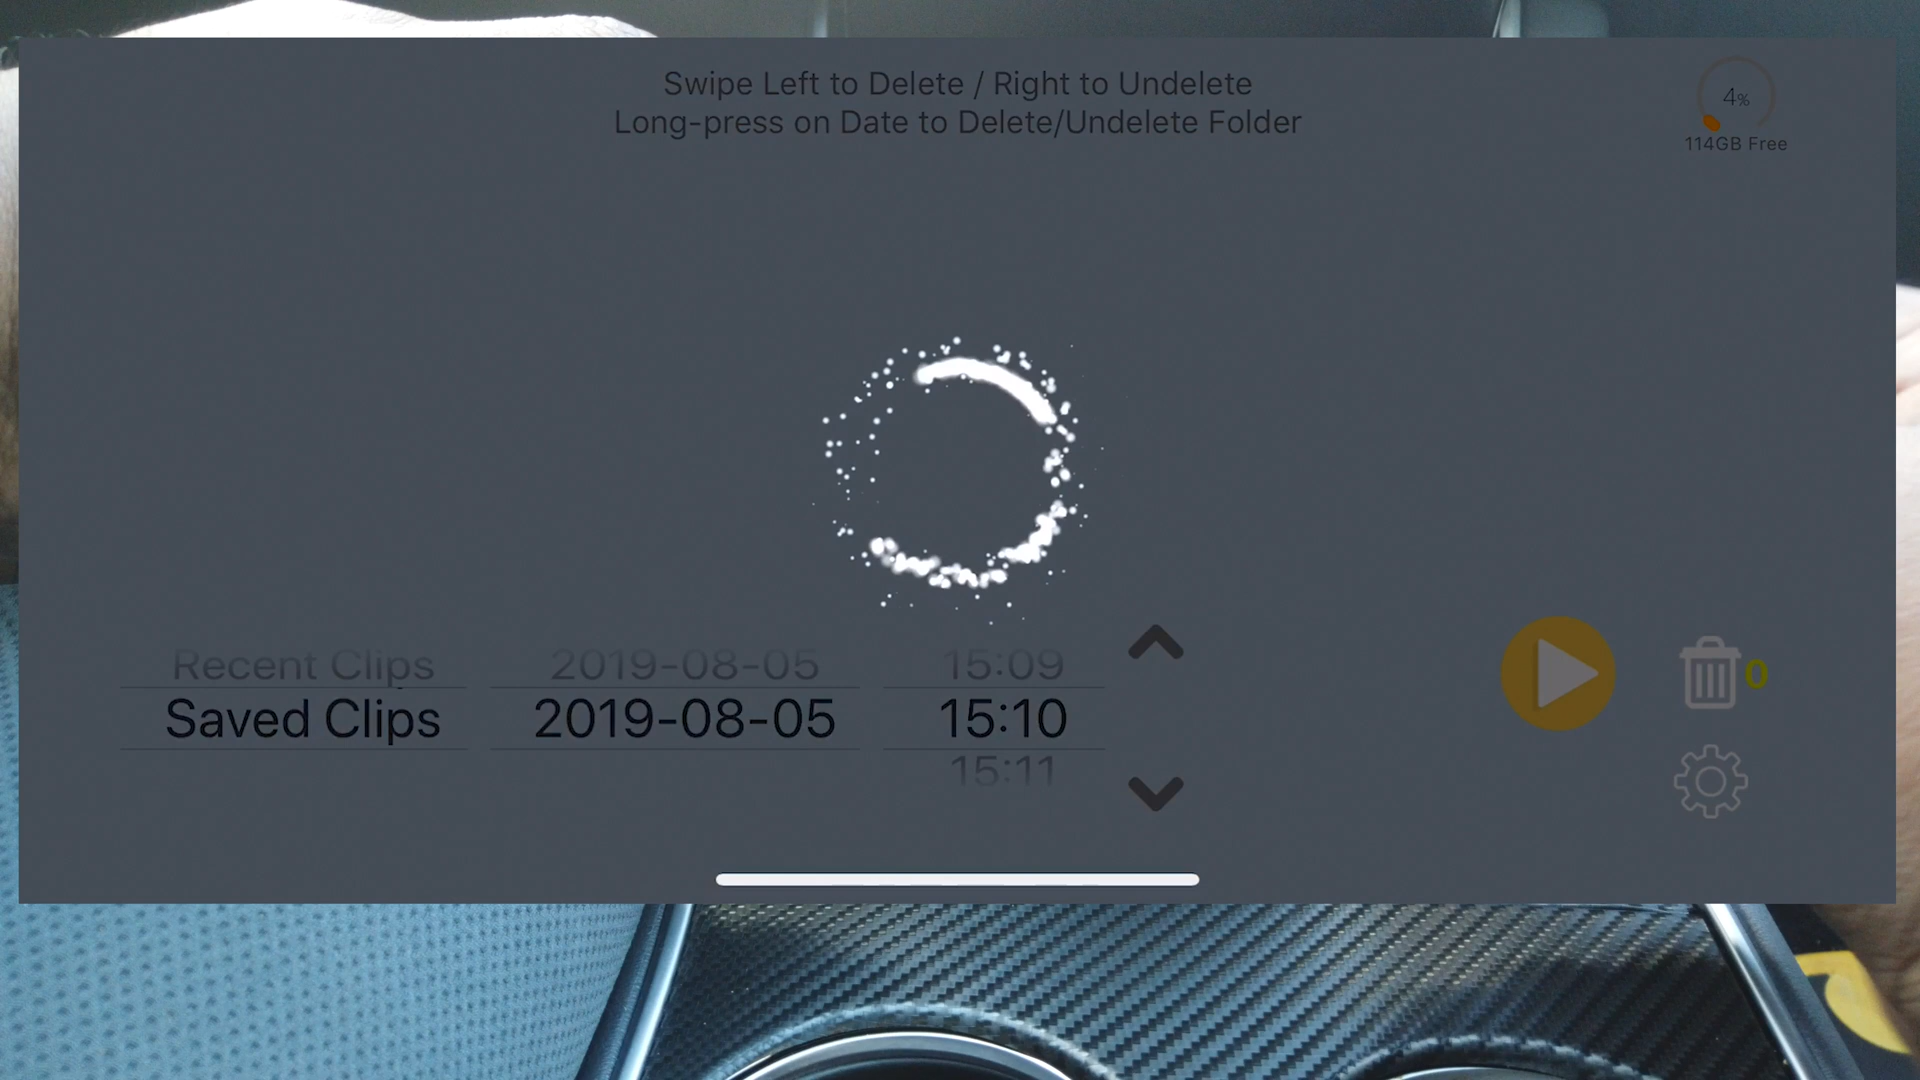 Swipe Left to Delete / Right to Undelete
Long-press on Date to Delete/Undelete Folder
4%
114GB Free
Recent Clips 2019-08-05 15:09
Saved Clips 2019-08-05 15:10
15:11
0